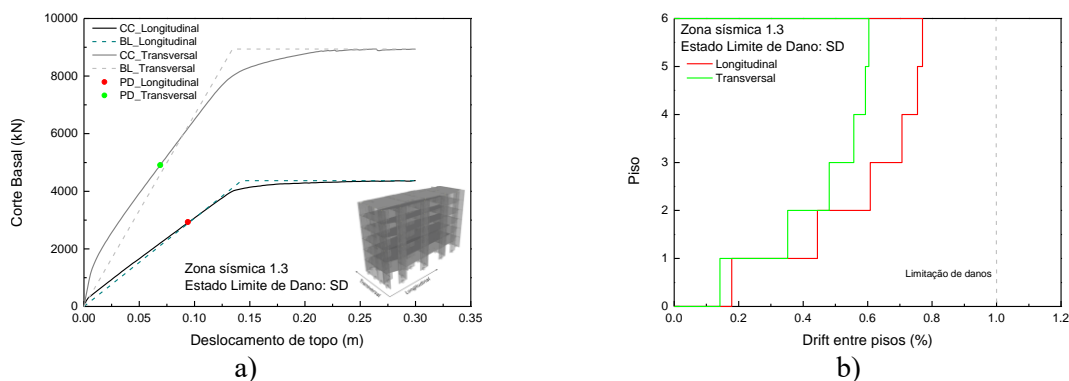 CC_Longitudinal
BL_Longitudinal
CC_Transversal
BL_Transversal
PD_Longitudinal
PD_Transversal
Corte Basal (kN)
10000
8000
6000
4000
2000
0
Zona sísmica 1.3
Estado Limite de Dano: SD
Longitudinal
0.00
0.05
0.10
0.15
0.20
0.25
0.30
0.35
Deslocamento de topo (m)
a)
Zona sísmica 1.3
Estado Limite de Dano: SD
Longitudinal
Transversal
Piso
6
5
4
3
2
1
0
Limitação de danos
0.0
0.2
0.4
0.6
0.8
1.0
1.2
Drift entre pisos (%)
b)